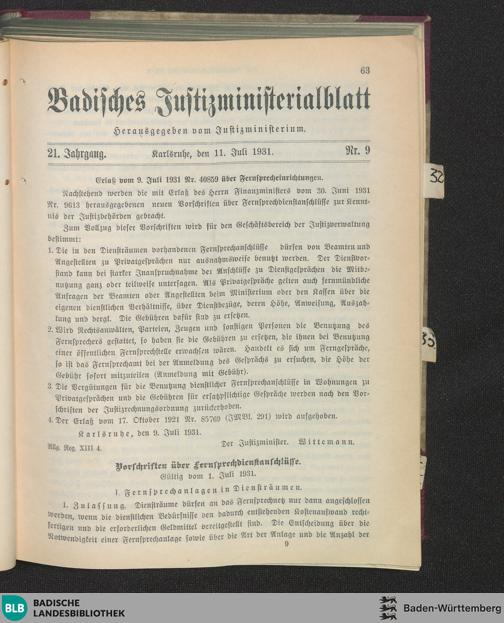 63
Badisches Justizministerialblatt
Herausgegeben vom Justizministerium.
21. Jahrgang. Karlsruhe, den 11. Juli 1931. Nr. 9
Erlaß vom 9. Juli 1931 Nr. 40859 über Fernsprecheinrichtungen.
Nachstehend werden die mit Erlaß des Herrn Finanzministers vom 30. Juni 1931
Nr. 9613 herausgegebenen neuen Vorschriften über Fernsprechdienstanschlüsse zur Kennt-
nis der Justizbehörden gebracht.
Zum Vollzug dieser Vorschriften wird für den Geschäftsbereich der Justizverwaltung
bestimmt:
1. Die in den Diensträumen vorhandenen Fernsprechanschlüsse dürfen von Beamten und
Angestellten zu Privatgesprächen nur ausnahmsweise benutzt werden. Der Dienstvor-
stand kann bei starker Inanspruchnahme der Anschlüsse zu Dienstgesprächen die Mitbe-
nutzung ganz oder teilweise untersagen. Als Privatgespräche gelten auch fernmündliche
Anfragen der Beamten oder Angestellten beim Ministerium oder den Kassen über die
eigenen dienstlichen Verhältnisse, über Dienstbezüge, deren Höhe, Anweisung, Auszah-
lung und dergl. Die Gebühren dafür sind zu ersetzen.
2. Wird Rechtsanwälten, Parteien, Zeugen und sonstigen Personen die Benutzung des
Fernsprechers gestattet, so haben sie die Gebühren zu ersetzen, die ihnen bei Benutzung
einer öffentlichen Fernsprechstelle erwachsen wären. Handelt es sich um Ferngespräche,
so ist das Fernsprechamt bei der Anmeldung des Gesprächs zu ersuchen, die Höhe der
Gebühr sofort mitzuteilen (Anmeldung mit Gebühr).
3. Die Vergütungen für die Benutzung dienstlicher Fernsprechanschlüsse in Wohnungen zu
Privatgesprächen und die Gebühren für ersatzpflichtige Gespräche werden nach den Vor-
schriften der Justizrechnungsordnung zurückerhoben.
4. Der Erlaß vom 17. Oktober 1921 Nr. 85769 (JMBl. 291) wird aufgehoben.
Karlsruhe, den 9. Juli 1931.
Der Justizminister. Wittemann.
Allg. Reg. XIII 4.
Vorschriften über Fernsprechdienstanschlüsse.
Gültig vom 1. Juli 1931.
I. Fernsprechanlagen in Diensträumen.
1. Zulassung. Diensträume dürfen an das Fernsprechnetz nur dann angeschlossen
werden, wenn die dienstlichen Bedürfnisse den dadurch entstehenden Kostenaufwand recht-
fertigen und die erforderlichen Geldmittel bereitgestellt sind. Die Entscheidung über die
Notwendigkeit einer Fernsprechanlage sowie über die Art der Anlage und die Anzahl der
9
32
BLB BADISCHE
LANDESBIBLIOTHEK
Baden-Württemberg